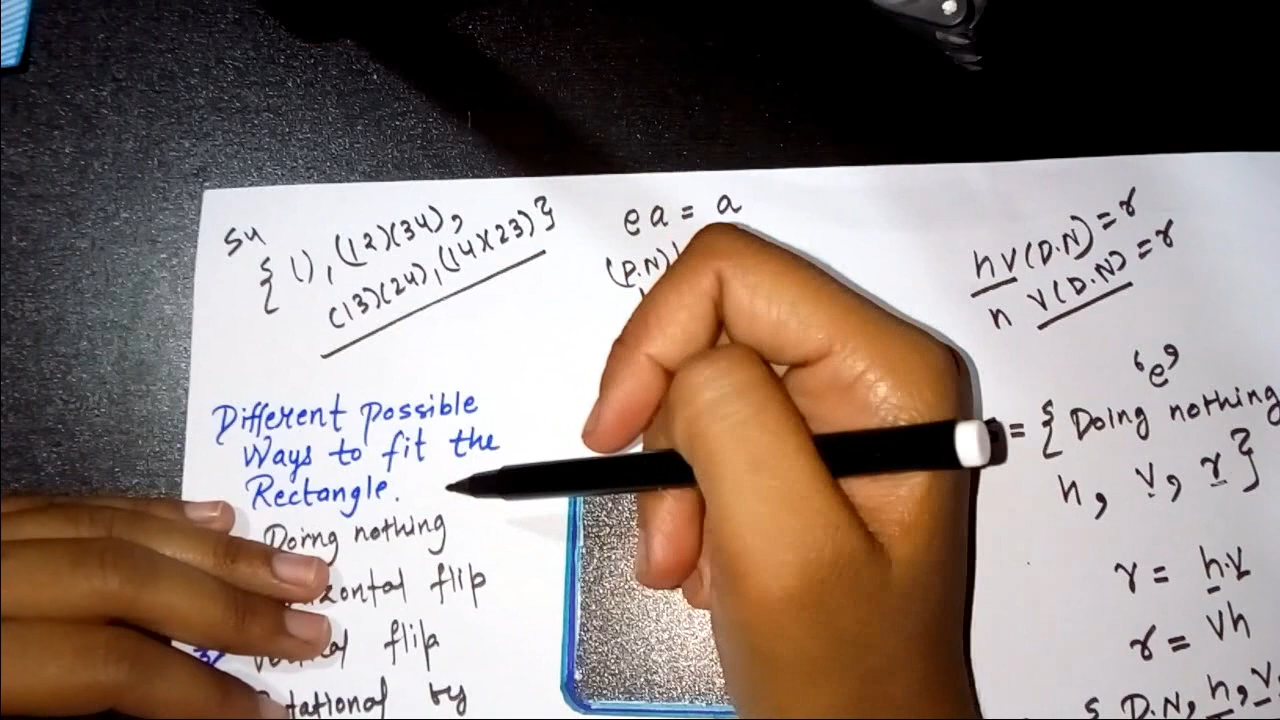 S4
{ (), (12)(34),
(13)(24), (14)(23) }
e a = a
(D.N)
hv (D.N) = r
h v (D.N) = r
Different possible
Ways to fit the
Rectangle.
Doing nothing
flip
flip
by
'e'
= { Doing nothing
h, v, r }
r = h.v
r = vh
{ D.N, h, v,